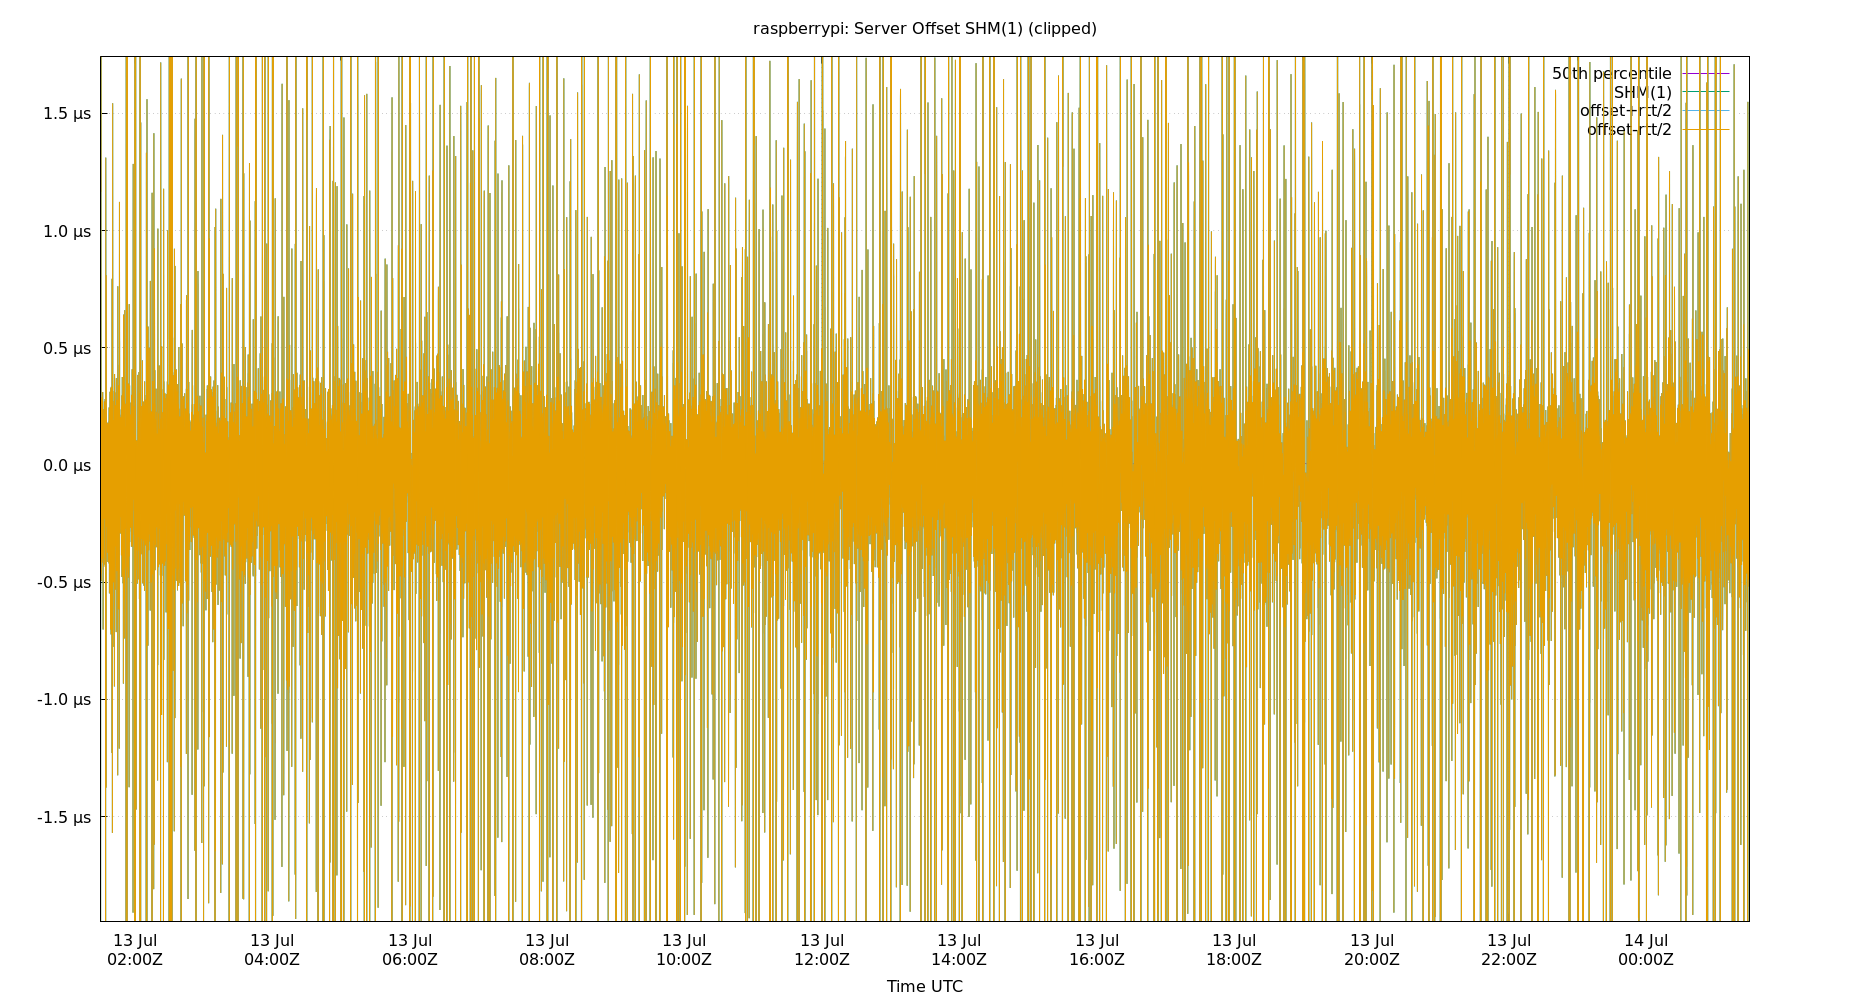 raspberrypi: Server Offset SHM(1) (clipped)
50th percentile
SHM(1)
offset+rtt/2
offset-rtt/2
1.5 µs
1.0 µs
0.5 µs
0.0 µs
-0.5 µs
-1.0 µs
-1.5 µs
13 Jul 13 Jul 13 Jul 13 Jul 13 Jul 13 Jul 13 Jul 13 Jul 13 Jul 13 Jul 13 Jul 14 Jul
02:00Z 04:00Z 06:00Z 08:00Z 10:00Z 12:00Z 14:00Z 16:00Z 18:00Z 20:00Z 22:00Z 00:00Z
Time UTC